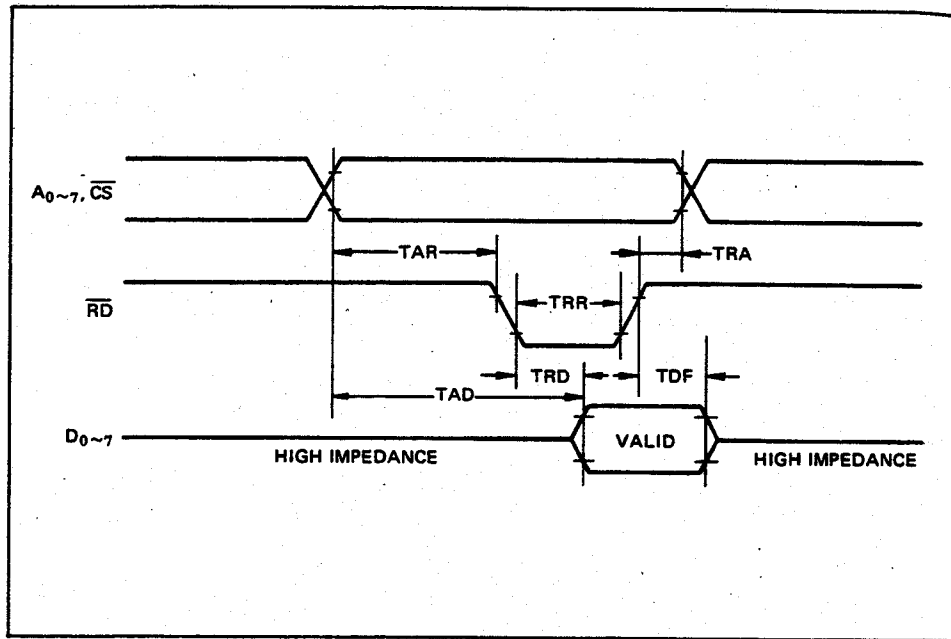 A0~7, CS
TAR
TRA
RD
TRR
TRD
TDF
TAD
D0~7
VALID
HIGH IMPEDANCE
HIGH IMPEDANCE